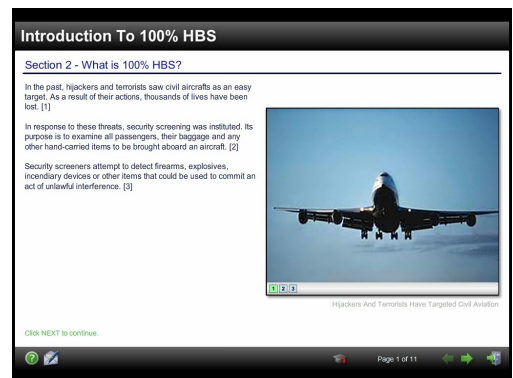 Introduction To 100% HBS
Section 2 - What is 100% HBS?
In the past, hijackers and terrorists saw civil aircrafts as an easy
target. As a result of their actions, thousands of lives have been
lost. [1]
In response to these threats, security screening was instituted. Its
purpose is to examine all passengers, their baggage and any
other hand-carried items to be brought aboard an aircraft. [2]
Security screeners attempt to detect firearms, explosives,
incendiary devices or other items that could be used to commit an
act of unlawful interference. [3]
1 2 3
Hijackers And Terrorists Have Targeted Civil Aviation
Click NEXT to continue.
? Page 1 of 11